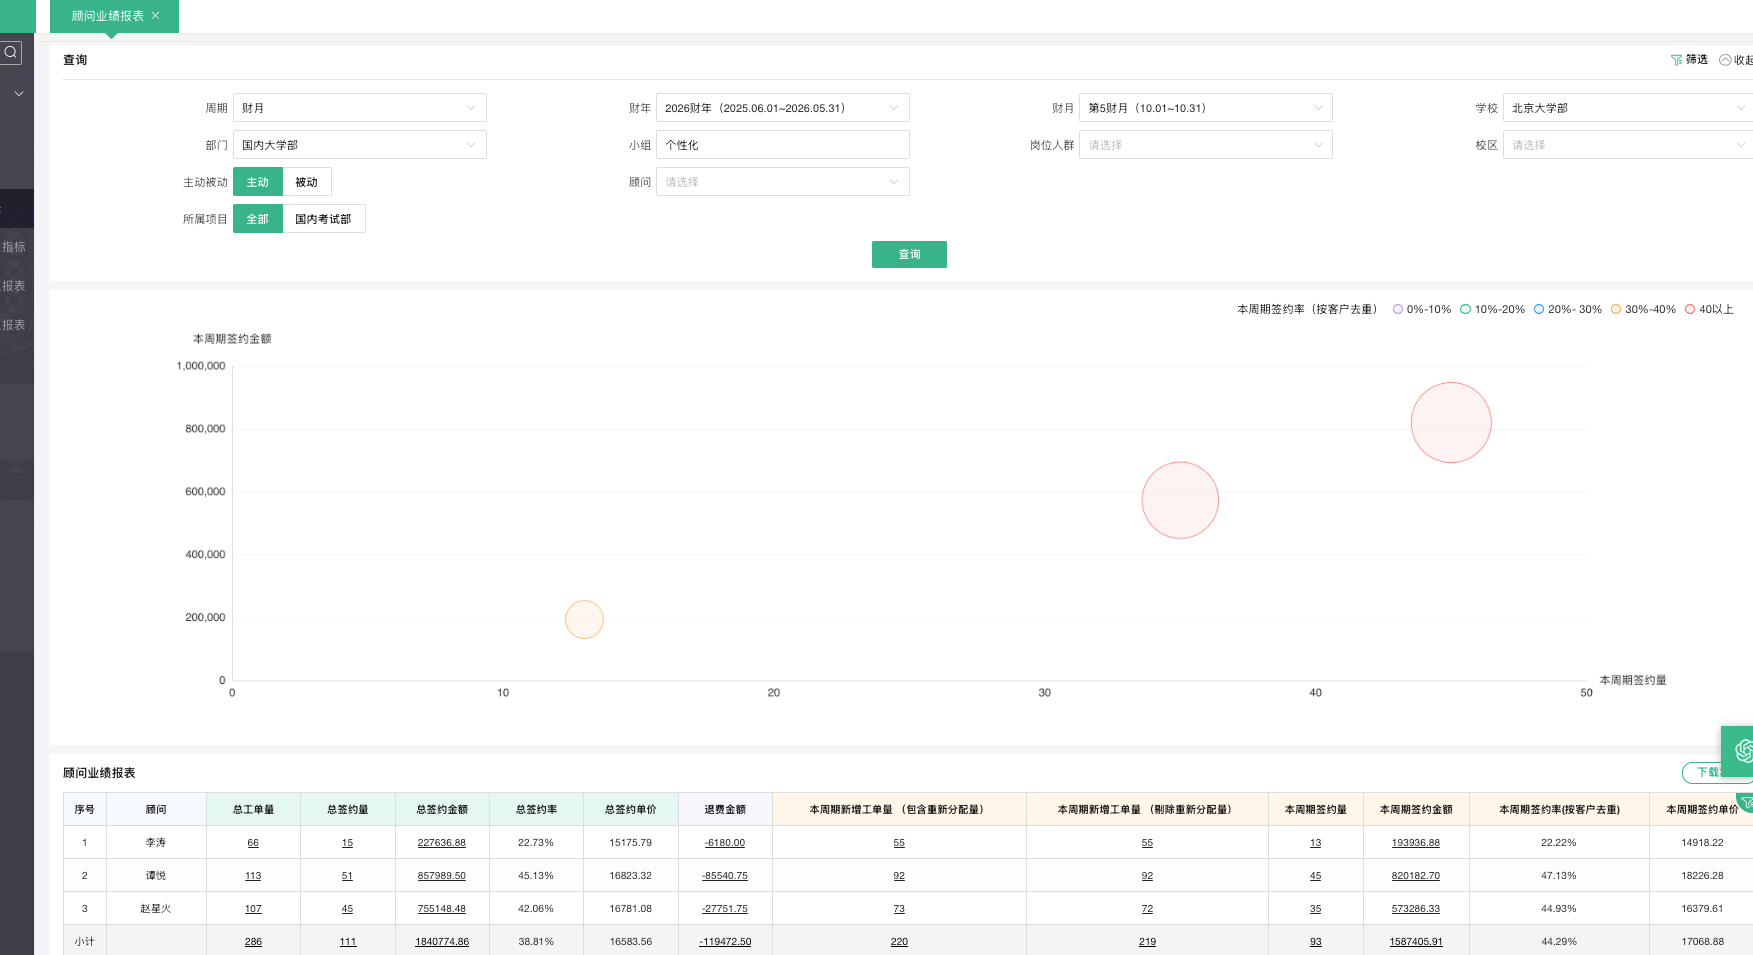 顾问业绩报表 ×
查询
筛选 收起
周期 财月
财年 2026财年（2025.06.01~2026.05.31）
财月 第5财月（10.01~10.31）
学校 北京大学部
部门 国内大学部
小组 个性化
岗位人群 请选择
校区 请选择
主动被动 主动 被动
顾问 请选择
所属项目 全部 国内考试部
查询
指标
报表
报表
本周期签约率（按客户去重） 0%-10% 10%-20% 20%- 30% 30%-40% 40以上
本周期签约金额
1,000,000
800,000
600,000
400,000
200,000
0
0 10 20 30 40 50
本周期签约量
顾问业绩报表
下载
序号 顾问 总工单量 总签约量 总签约金额 总签约率 总签约单价 退费金额 本周期新增工单量 （包含重新分配量） 本周期新增工单量 （剔除重新分配量） 本周期签约量 本周期签约金额 本周期签约率(按客户去重) 本周期签约单价
1 李涛 66 15 227636.88 22.73% 15175.79 -6180.00 55 55 13 193936.88 22.22% 14918.22
2 谭悦 113 51 857989.50 45.13% 16823.32 -85540.75 92 92 45 820182.70 47.13% 18226.28
3 赵星火 107 45 755148.48 42.06% 16781.08 -27751.75 73 72 35 573286.33 44.93% 16379.61
小计 286 111 1840774.86 38.81% 16583.56 -119472.50 220 219 93 1587405.91 44.29% 17068.88